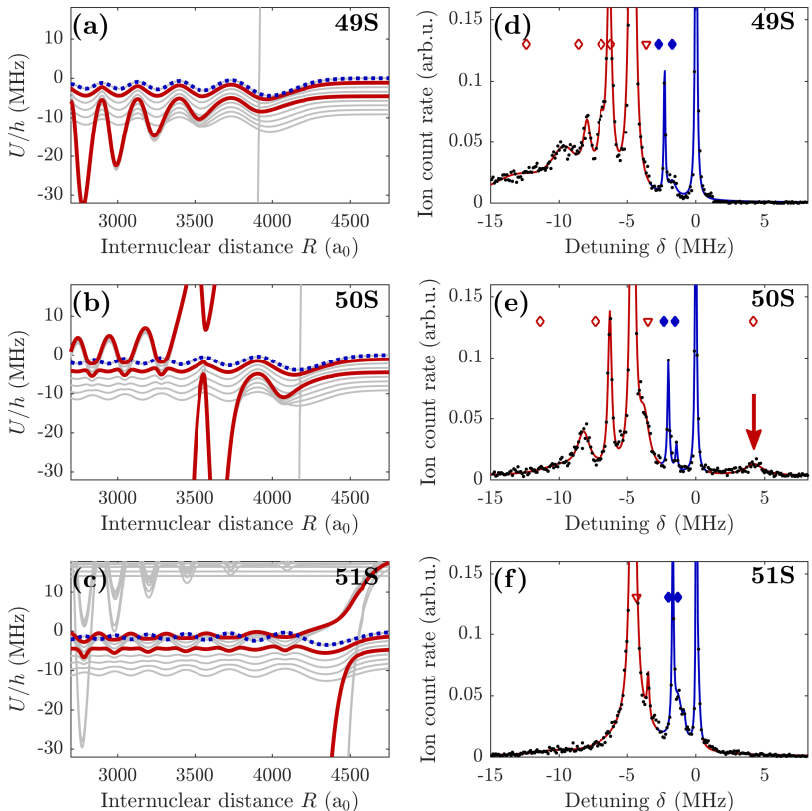 (a)
49S
U/h (MHz)
10
0
-10
-20
-30
3000
3500
4000
4500
Internuclear distance R (a₀)
(d)
49S
Ion count rate (arb.u.)
0.15
0.1
0.05
0
-15
-10
-5
0
5
Detuning δ (MHz)
(b)
50S
U/h (MHz)
10
0
-10
-20
-30
3000
3500
4000
4500
Internuclear distance R (a₀)
(e)
50S
Ion count rate (arb.u.)
0.15
0.1
0.05
0
-15
-10
-5
0
5
Detuning δ (MHz)
(c)
51S
U/h (MHz)
10
0
-10
-20
-30
3000
3500
4000
4500
Internuclear distance R (a₀)
(f)
51S
Ion count rate (arb.u.)
0.15
0.1
0.05
0
-15
-10
-5
0
5
Detuning δ (MHz)